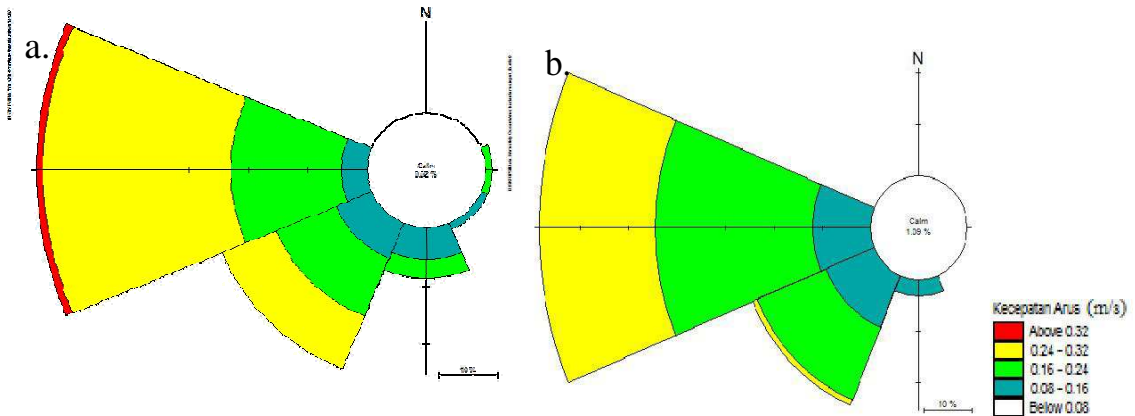 a.
N
Calm
b
N
Calm
1.09 %
10 %
Kecepatan Arus (m/s)
Above 0.32
0.24 - 0.32
0.16 - 0.24
0.08 - 0.16
Below 0.08
10 %